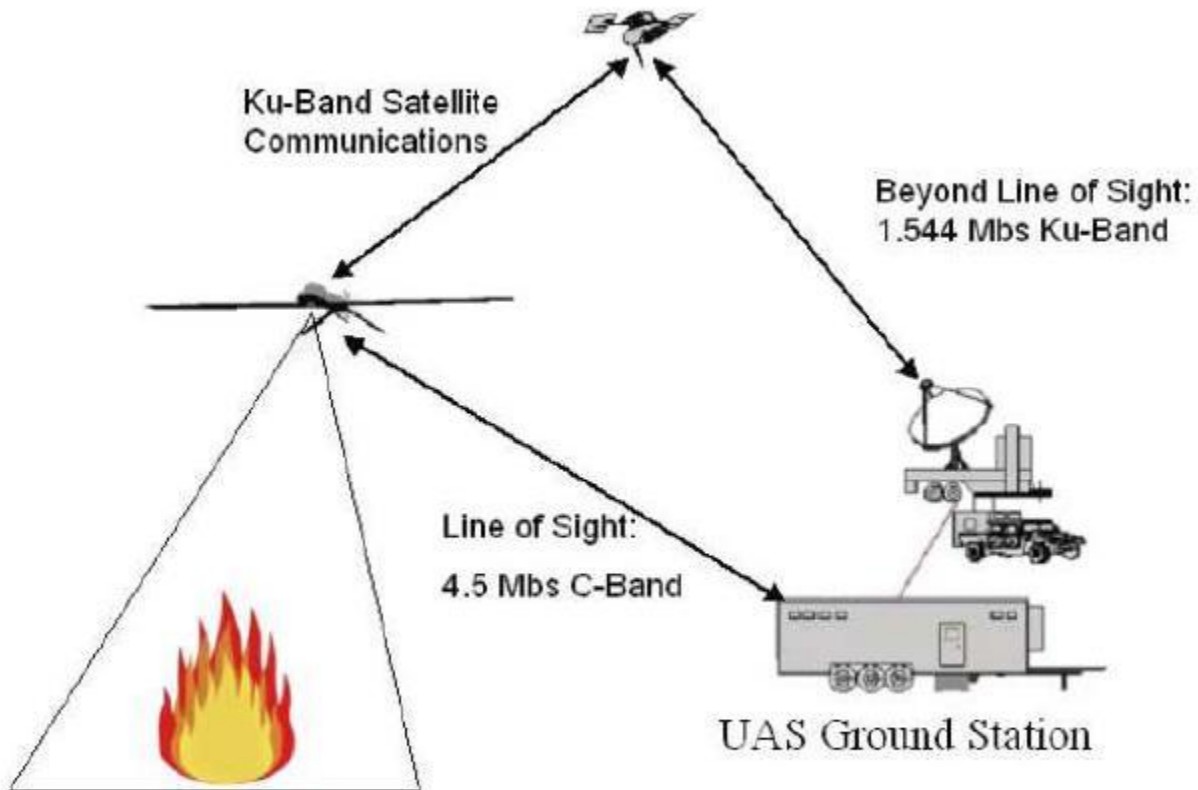 Ku-Band Satellite
Communications
Beyond Line of Sight:
1.544 Mbs Ku-Band
Line of Sight:
4.5 Mbs C-Band
UAS Ground Station